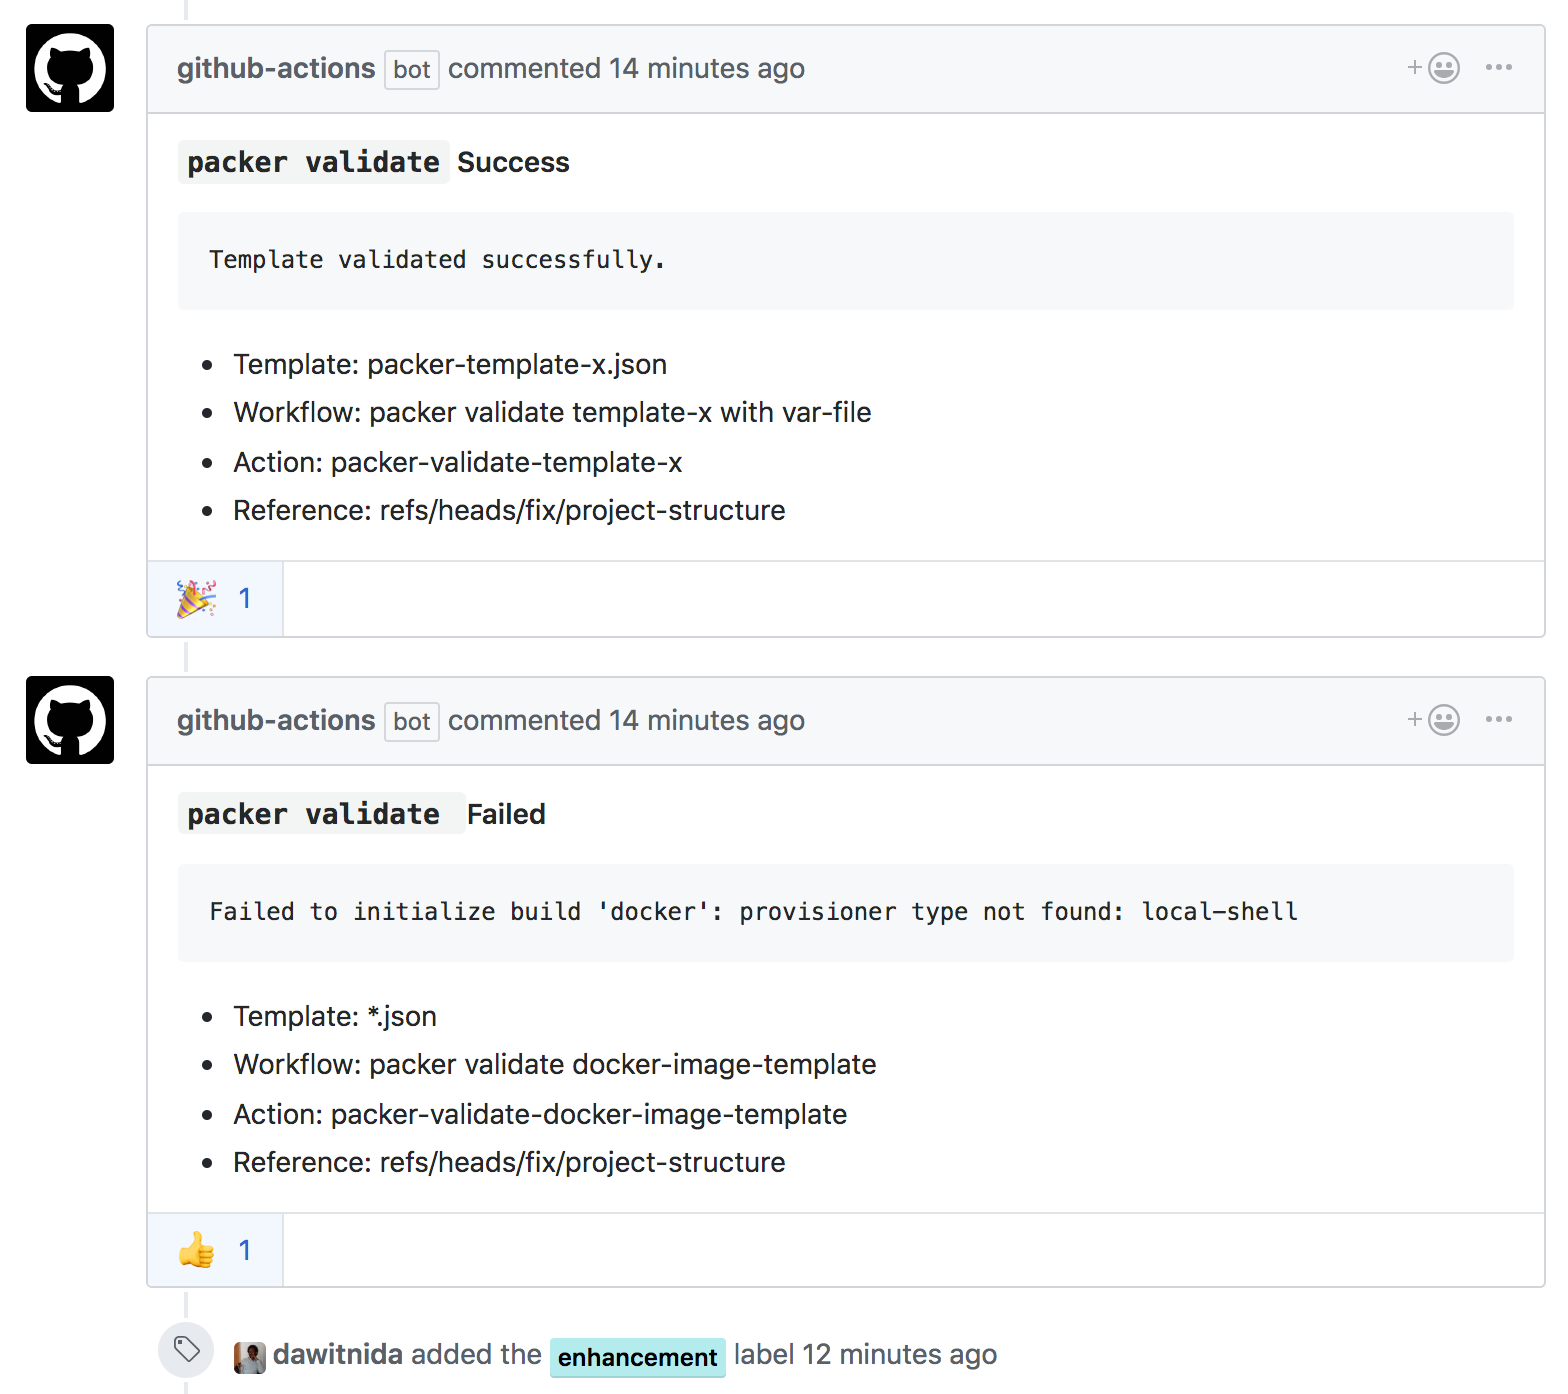 github-actions bot commented 14 minutes ago
packer validate Success
Template validated successfully.
Template: packer-template-x.json
Workflow: packer validate template-x with var-file
Action: packer-validate-template-x
Reference: refs/heads/fix/project-structure
1
github-actions bot commented 14 minutes ago
packer validate Failed
Failed to initialize build 'docker': provisioner type not found: local-shell
Template: *.json
Workflow: packer validate docker-image-template
Action: packer-validate-docker-image-template
Reference: refs/heads/fix/project-structure
1
dawitnida added the enhancement label 12 minutes ago